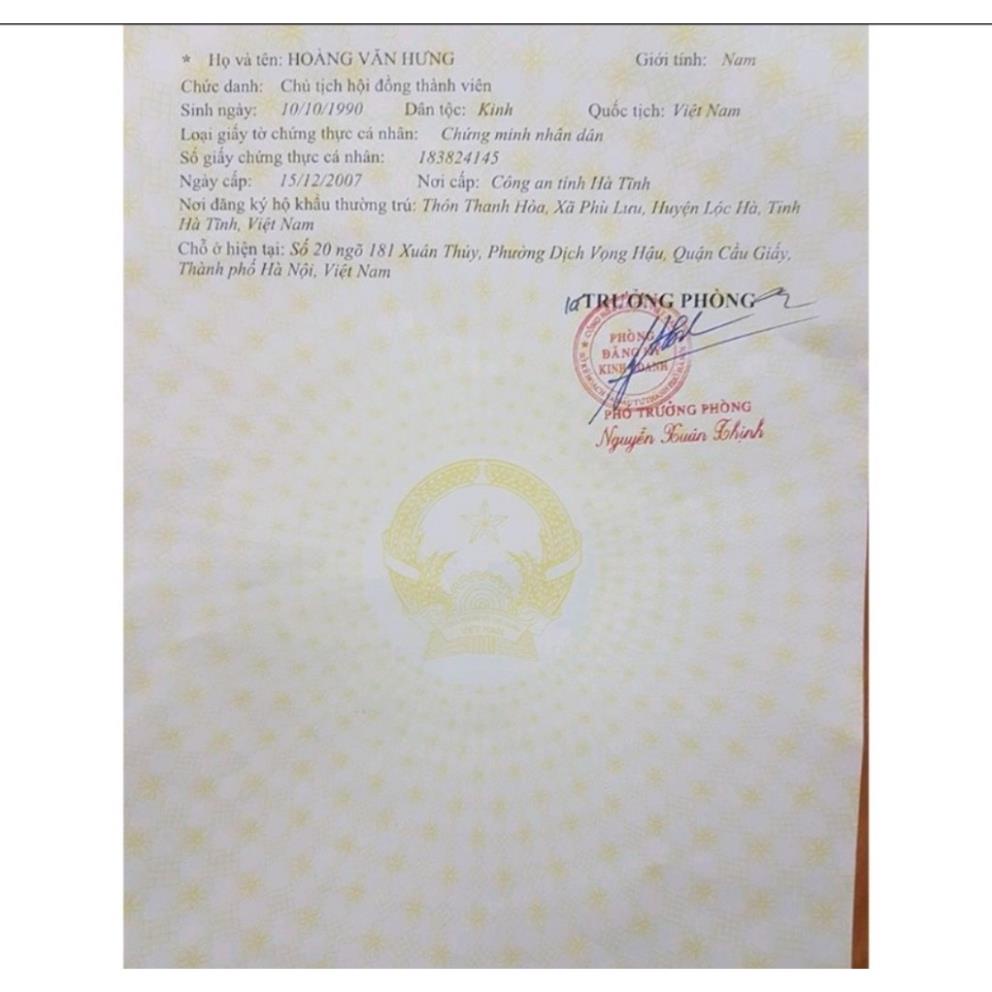 * Họ và tên: HOÀNG VĂN HƯNG Giới tính: Nam
Chức danh: Chủ tịch hội đồng thành viên
Sinh ngày: 10/10/1990 Dân tộc: Kinh Quốc tịch: Việt Nam
Loại giấy tờ chứng thực cá nhân: Chứng minh nhân dân
Số giấy chứng thực cá nhân: 183824145
Ngày cấp: 15/12/2007 Nơi cấp: Công an tỉnh Hà Tĩnh
Nơi đăng ký hộ khẩu thường trú: Thôn Thanh Hòa, Xã Phù Lưu, Huyện Lộc Hà, Tỉnh
Hà Tĩnh, Việt Nam
Chỗ ở hiện tại: Số 20 ngõ 181 Xuân Thủy, Phường Dịch Vọng Hậu, Quận Cầu Giấy,
Thành phố Hà Nội, Việt Nam
TRƯỞNG PHÒNG
PHÒNG
ĐĂNG KÝ
KINH DOANH
PHÓ TRƯỞNG PHÒNG
Nguyễn Xuân Thịnh